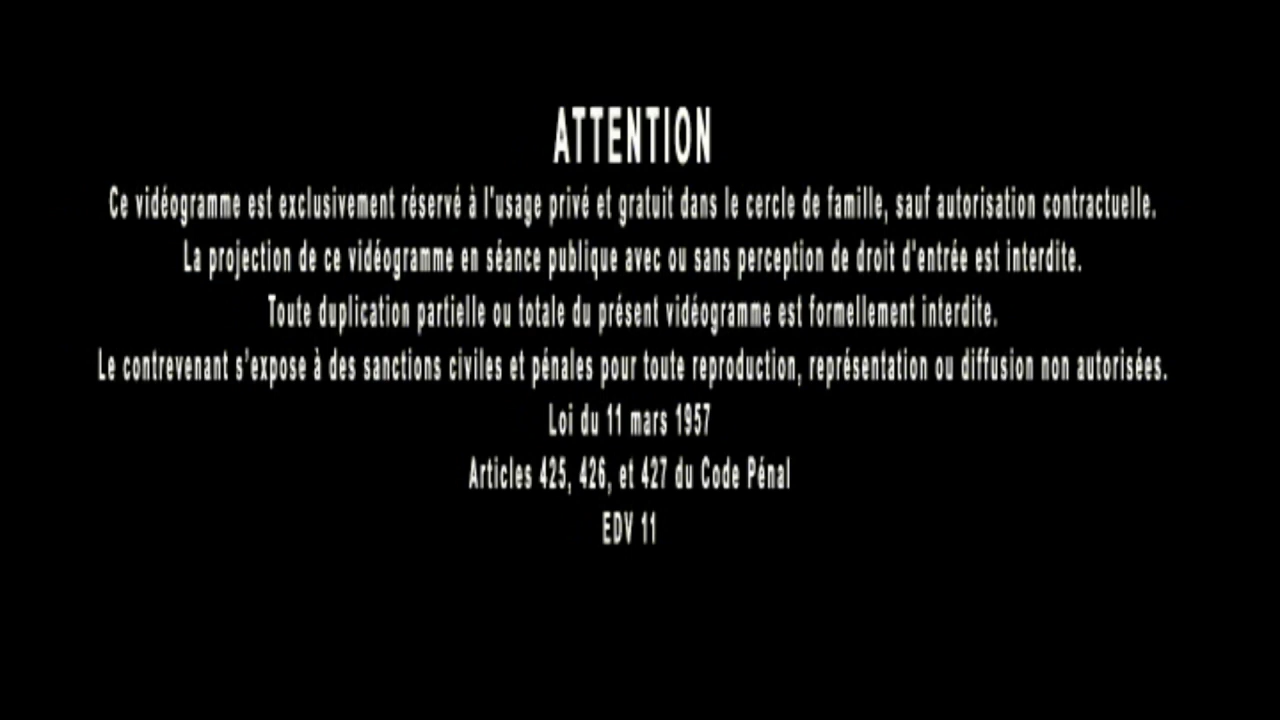 ATTENTION
Ce vidéogramme est exclusivement réservé à l'usage privé et gratuit dans le cercle de famille, sauf autorisation contractuelle.
La projection de ce vidéogramme en séance publique avec ou sans perception de droit d'entrée est interdite.
Toute duplication partielle ou totale du présent vidéogramme est formellement interdite.
Le contrevenant s'expose à des sanctions civiles et pénales pour toute reproduction, représentation ou diffusion non autorisées.
Loi du 11 mars 1957
Articles 425, 426, et 427 du Code Pénal
EDV 11